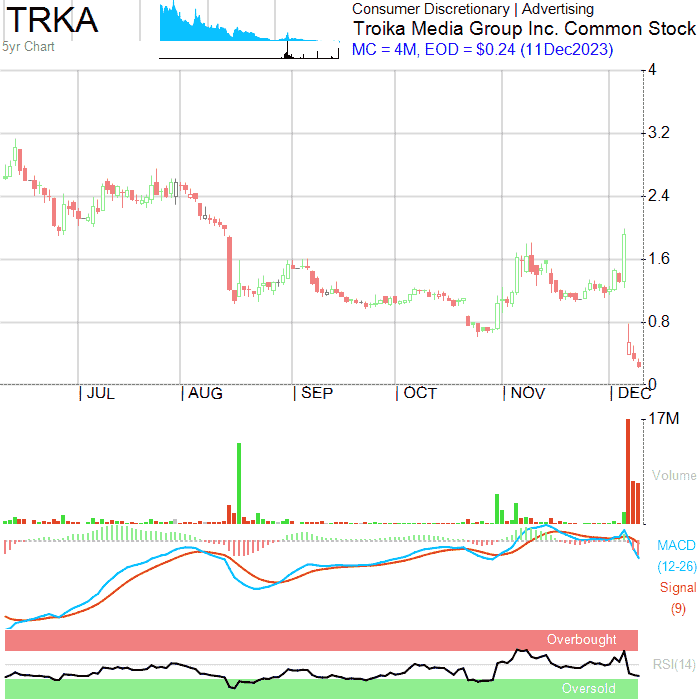 TRKA
5yr Chart
Consumer Discretionary | Advertising
Troika Media Group Inc. Common Stock
MC = 4M, EOD = $0.24 (11Dec2023)
4
3.2
2.4
1.6
0.8
0
JUL
AUG
SEP
OCT
NOV
DEC
17M
Volume
MACD
(12-26)
Signal
(9)
Overbought
RSI(14)
Oversold